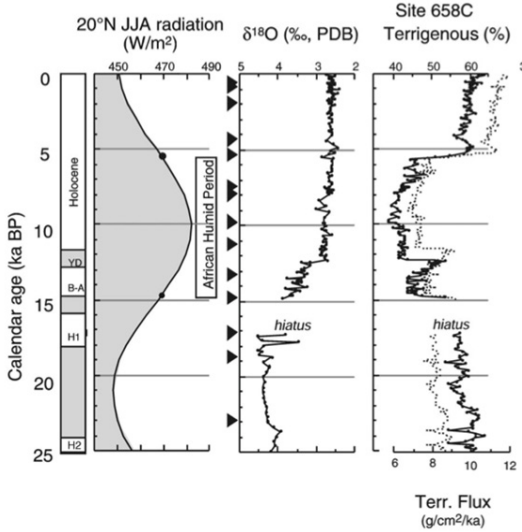 Site 658C
20°N JJA radiation
(W/m²)
δ¹⁸O (‰, PDB)
Terrigenous (%)
450 470 490
5 4 3 2
40 50 60
3
0
5
10
15
20
25
Calendar age (ka BP)
Holocene
YD
B-A
H1
H2
African Humid Period
hiatus
hiatus
6 8 10 12
Terr. Flux
(g/cm²/ka)